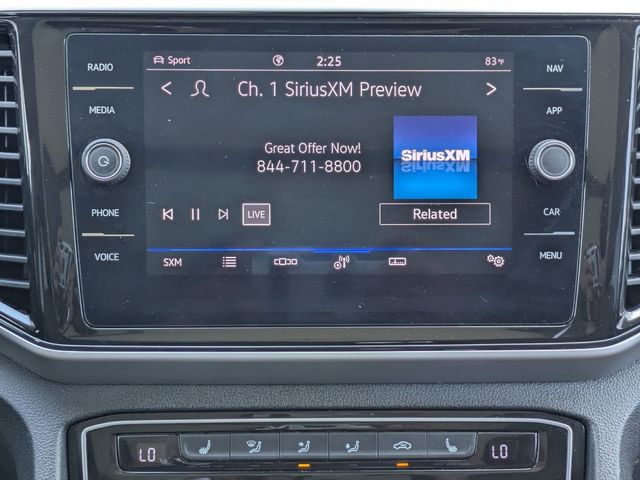 Sport 2:25 83°F
RADIO
MEDIA
PHONE
VOICE
Ch. 1 SiriusXM Preview
Great Offer Now!
844-711-8800
SiriusXM
LIVE
Related
SXM
NAV
APP
CAR
MENU
LO
LO